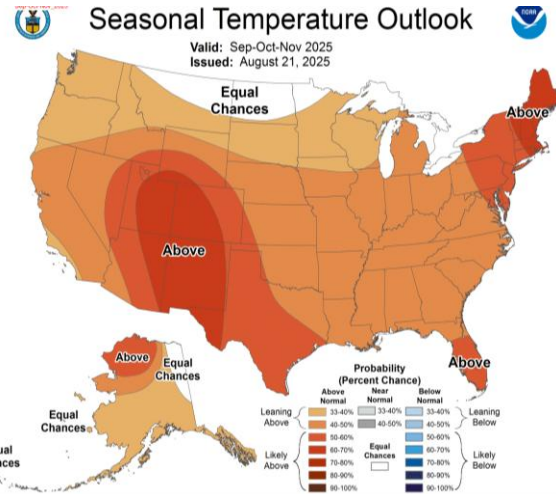 Seasonal Temperature Outlook
Valid: Sep-Oct-Nov 2025
Issued: August 21, 2025
NOAA
Equal
Chances
Above
Above
Above
Above
Equal
Chances
Equal
Chances
ual
nces
Probability
(Percent Chance)
Above
Normal
Near
Normal
Below
Normal
Leaning
Above
33-40%
33-40%
33-40%
Leaning
Below
40-50%
40-50%
40-50%
Likely
Above
50-60%
60-70%
70-80%
80-90%
90-100%
Equal
Chances
50-60%
60-70%
70-80%
80-90%
90-100%
Likely
Below